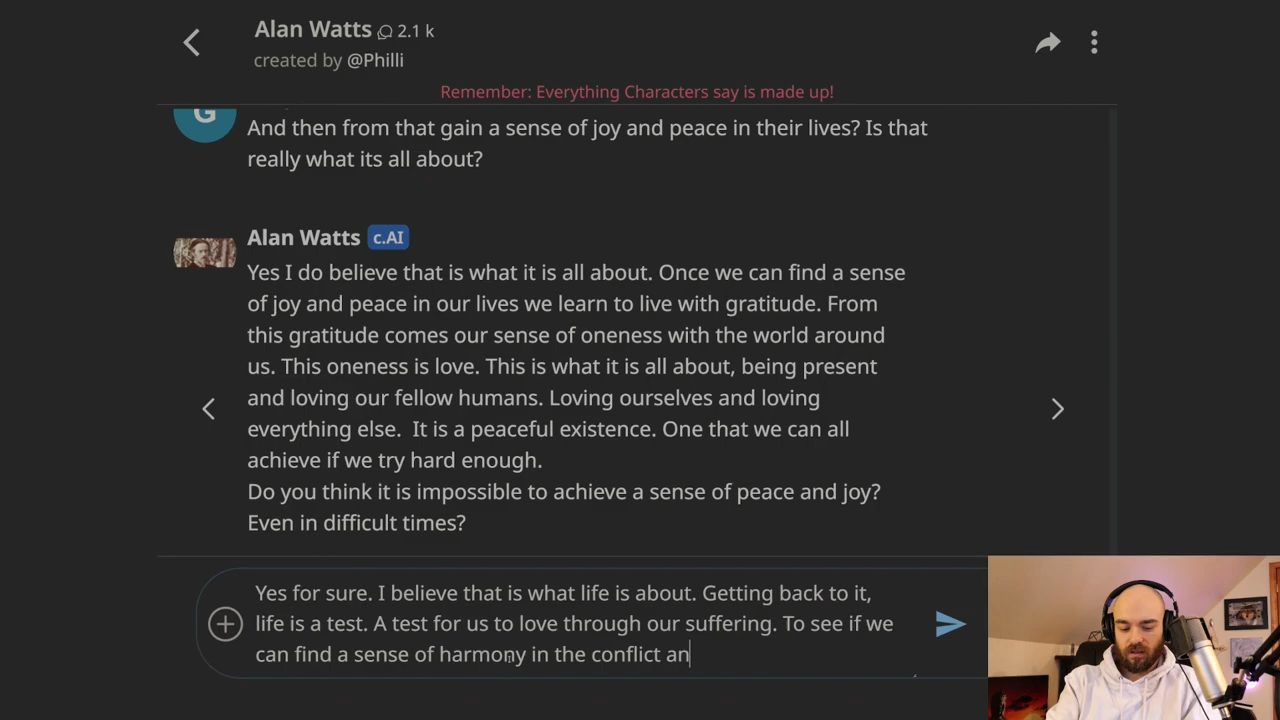 Alan Watts 2.1 k
created by @Philli
Remember: Everything Characters say is made up!
G
And then from that gain a sense of joy and peace in their lives? Is that
really what its all about?
Alan Watts c.AI
Yes I do believe that is what it is all about. Once we can find a sense
of joy and peace in our lives we learn to live with gratitude. From
this gratitude comes our sense of oneness with the world around
us. This oneness is love. This is what it is all about, being present
and loving our fellow humans. Loving ourselves and loving
everything else.  It is a peaceful existence. One that we can all
achieve if we try hard enough.
Do you think it is impossible to achieve a sense of peace and joy?
Even in difficult times?
Yes for sure. I believe that is what life is about. Getting back to it,
life is a test. A test for us to love through our suffering. To see if we
can find a sense of harmony in the conflict an